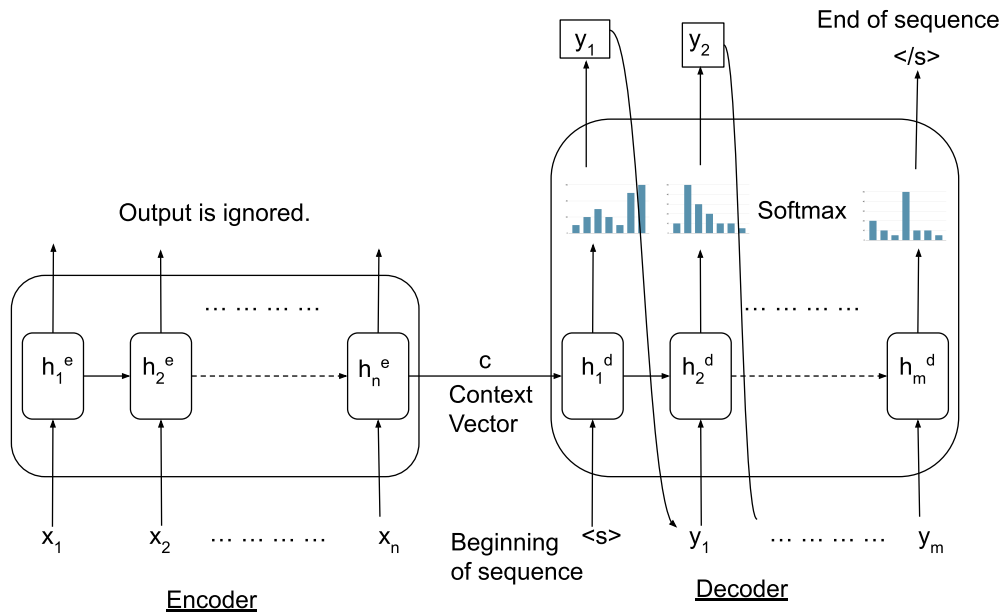 End of sequence
</s>
y1
y2
Output is ignored.
Softmax
... ... ... ...
... ... ... ...
h1e
h2e
hne
c
Context
Vector
h1d
h2d
hmd
x1
x2
... ... ... ...
xn
Beginning
of sequence
<s>
y1
... ... ... ...
ym
Encoder
Decoder